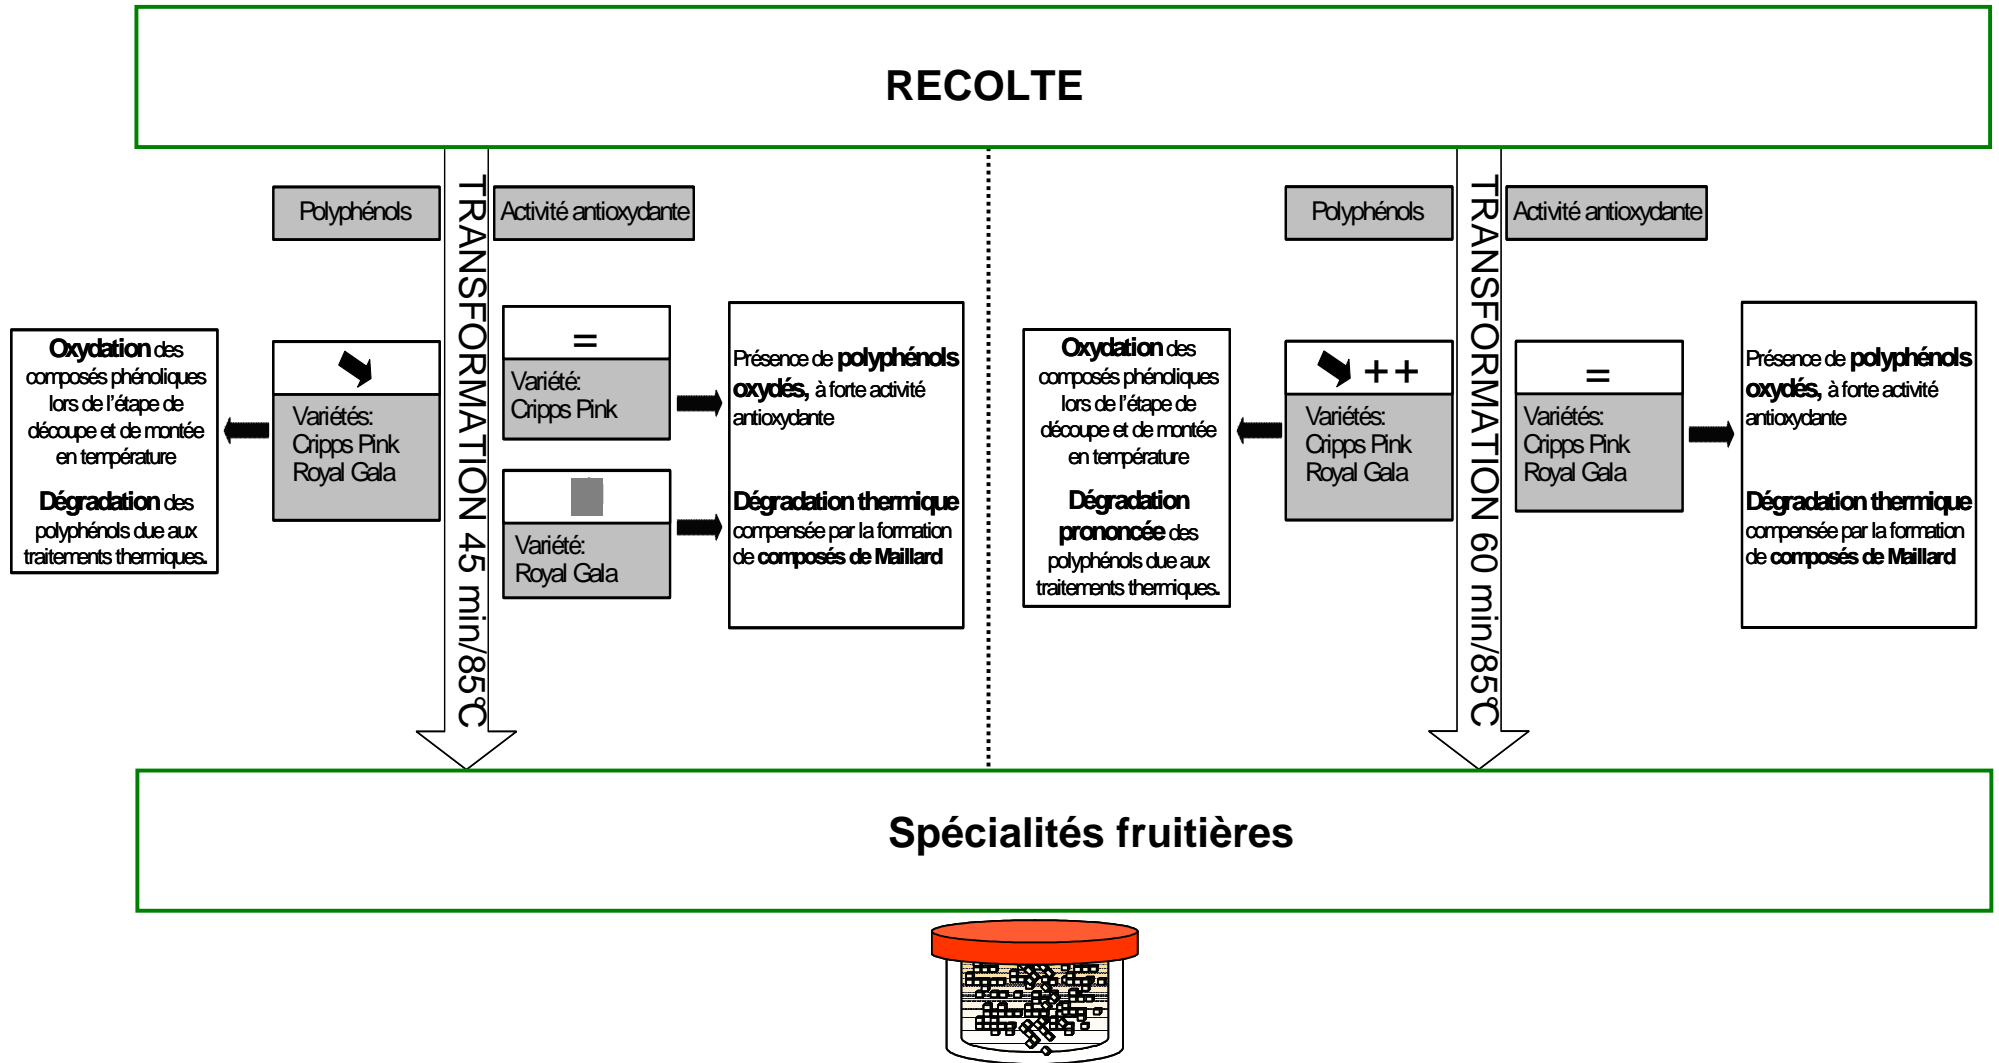 RECOLTE
Polyphénols
TRANSFORMATION 45 min/85°C
Activité antioxydante
Oxydation des
composés phénoliques
lors de l'étape de
découpe et de montée
en température
Dégradation des
polyphénols due aux
traitements thermiques.
Variétés:
Cripps Pink
Royal Gala
=
Variété:
Cripps Pink
Variété:
Royal Gala
Présence de polyphénols
oxydés, à forte activité
antioxydante
Dégradation thermique
compensée par la formation
de composés de Maillard
Polyphénols
TRANSFORMATION 60 min/85°C
Activité antioxydante
Oxydation des
composés phénoliques
lors de l'étape de
découpe et de montée
en température
Dégradation
prononcée des
polyphénols due aux
traitements thermiques.
++
Variétés:
Cripps Pink
Royal Gala
=
Variétés:
Cripps Pink
Royal Gala
Présence de polyphénols
oxydés, à forte activité
antioxydante
Dégradation thermique
compensée par la formation
de composés de Maillard
Spécialités fruitières